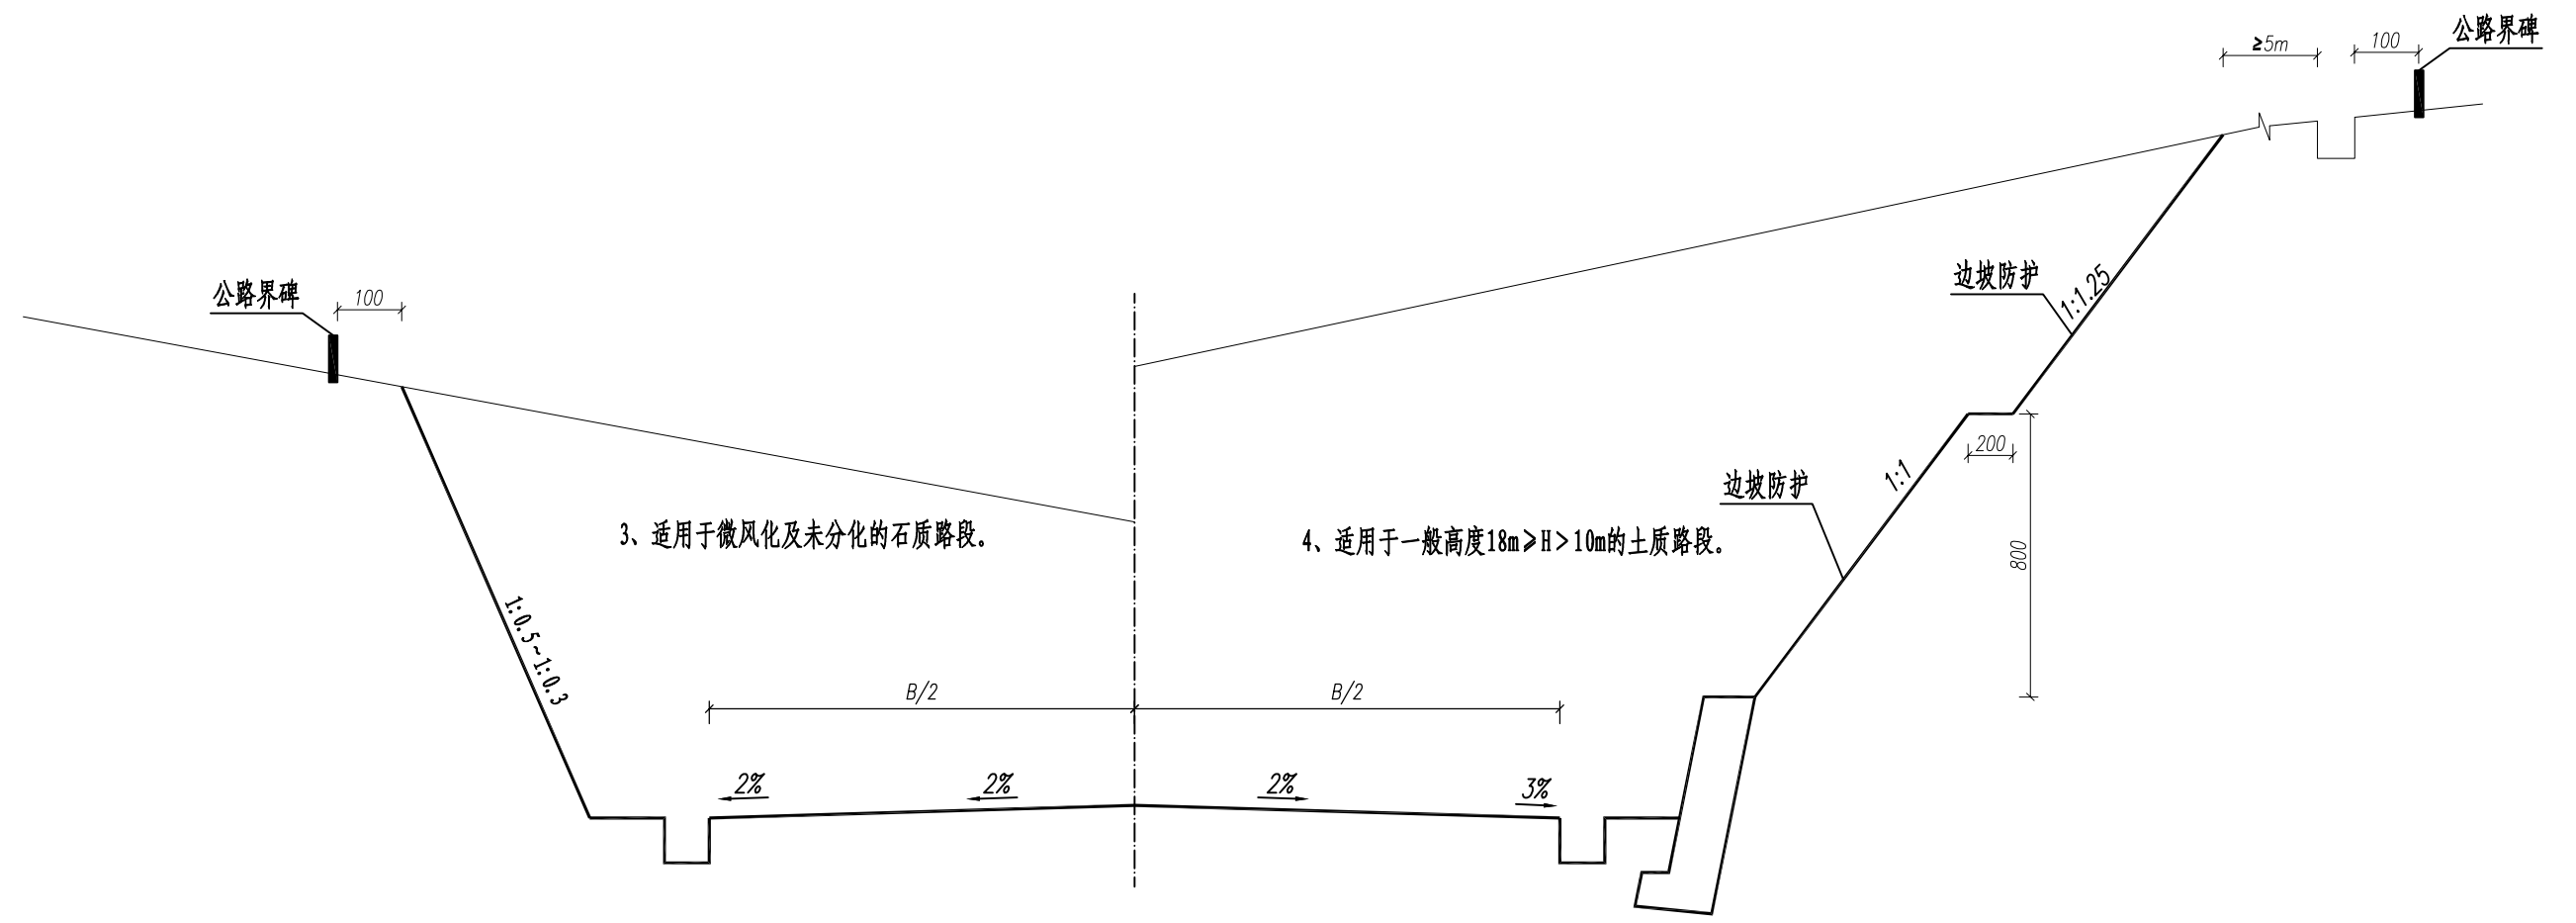 公路界碑
≥5m
100
公路界碑
100
边坡防护
1:1.25
200
边坡防护
1:1
800
3、适用于微风化及未分化的石质路段。
4、适用于一般高度18m≥H>10m的土质路段。
1:0.5~1:0.3
B/2
B/2
2%
2%
2%
3%